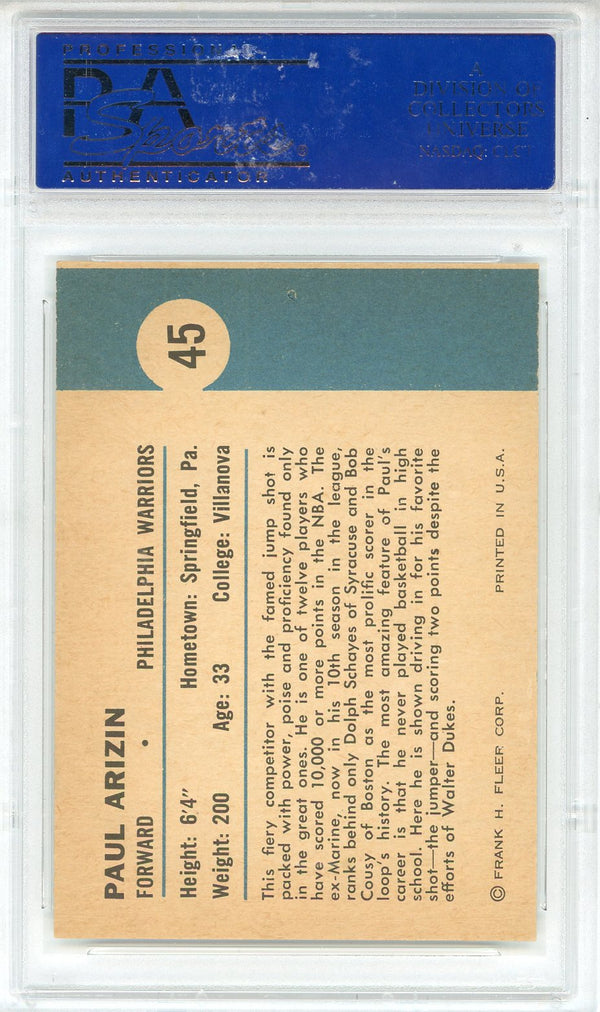 PROFESSIONAL
PSA
Sports
AUTHENTICATOR
A
DIVISION OF
COLLECTORS
UNIVERSE
NASDAQ: CLCT
45
PAUL ARIZIN
FORWARD • PHILADELPHIA WARRIORS
Height: 6'4" Hometown: Springfield, Pa.
Weight: 200 Age: 33 College: Villanova
This fiery competitor with the famed jump shot is
packed with power, poise and proficiency found only
in the great ones. He is one of twelve players who
have scored 10,000 or more points in the NBA. The
ex-Marine, now in his 10th season in the league,
ranks behind only Dolph Schayes of Syracuse and Bob
Cousy of Boston as the most prolific scorer in the
loop's history. The most amazing feature of Paul's
career is that he never played basketball in high
school. Here he is shown driving in for his favorite
shot—the jumper—and scoring two points despite the
efforts of Walter Dukes.
© FRANK H. FLEER CORP. PRINTED IN U.S.A.